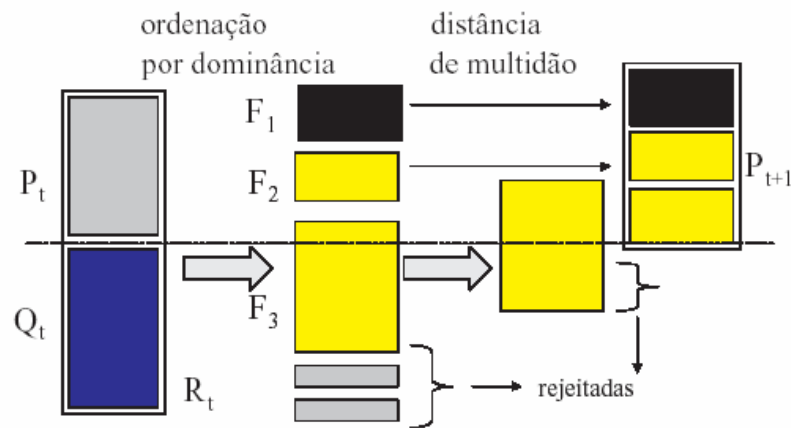 ordenação
por dominância
distância
de multidão
F1
F2
F3
Pt
Qt
Rt
Pt+1
rejeitadas